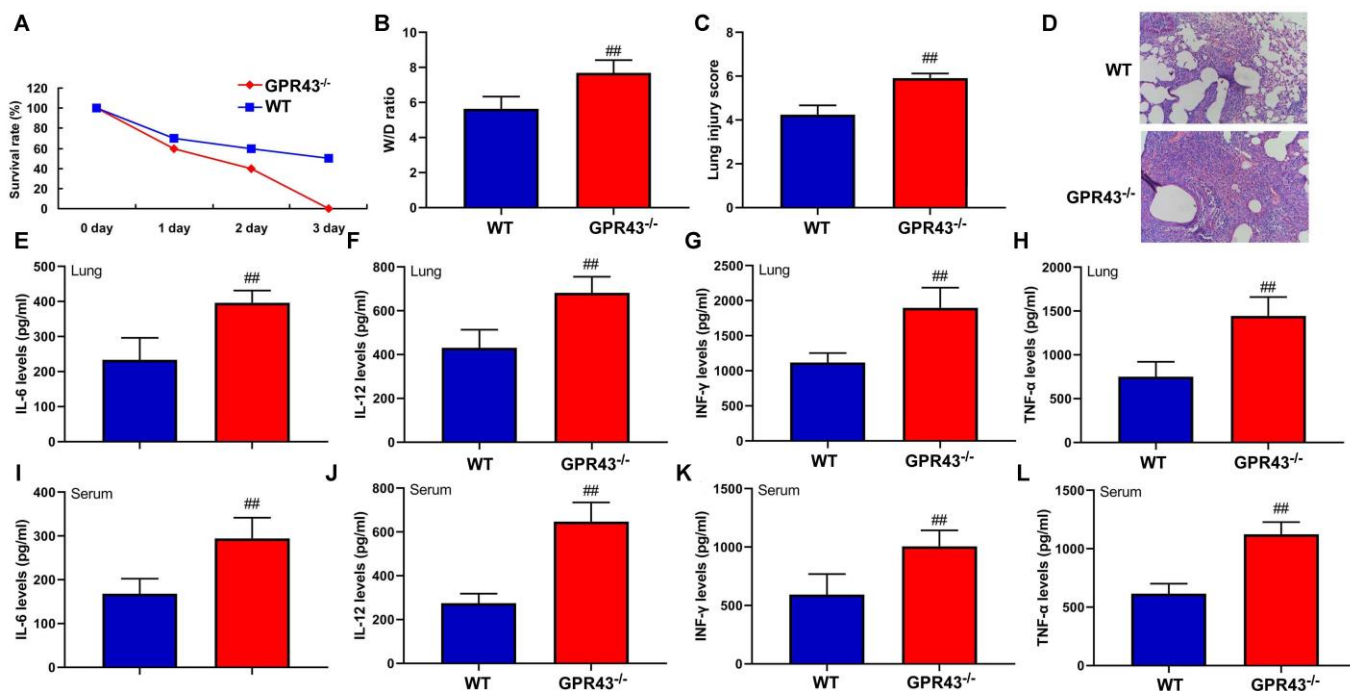 A
GPR43-/-
WT
Survival rate (%)
120
100
80
60
40
20
0
0 day 1 day 2 day 3 day
B
##
W/D ratio
10
8
6
4
2
0
WT GPR43-/-
C
##
Lung injury score
8
6
4
2
0
WT GPR43-/-
D
WT
GPR43-/-
E
Lung
##
IL-6 levels (pg/ml)
500
400
300
200
100
0
F
Lung
##
IL-12 levels (pg/ml)
800
600
400
200
0
WT GPR43-/-
G
Lung
##
INF-γ levels (pg/ml)
2500
2000
1500
1000
500
0
WT GPR43-/-
H
Lung
##
TNF-α levels (pg/ml)
2000
1500
1000
500
0
WT GPR43-/-
I
Serum
##
IL-6 levels (pg/ml)
400
300
200
100
0
J
Serum
##
IL-12 levels (pg/ml)
800
600
400
200
0
WT GPR43-/-
K
Serum
##
INF-γ levels (pg/ml)
1500
1000
500
0
WT GPR43-/-
L
Serum
##
TNF-α levels (pg/ml)
1500
1000
500
0
WT GPR43-/-